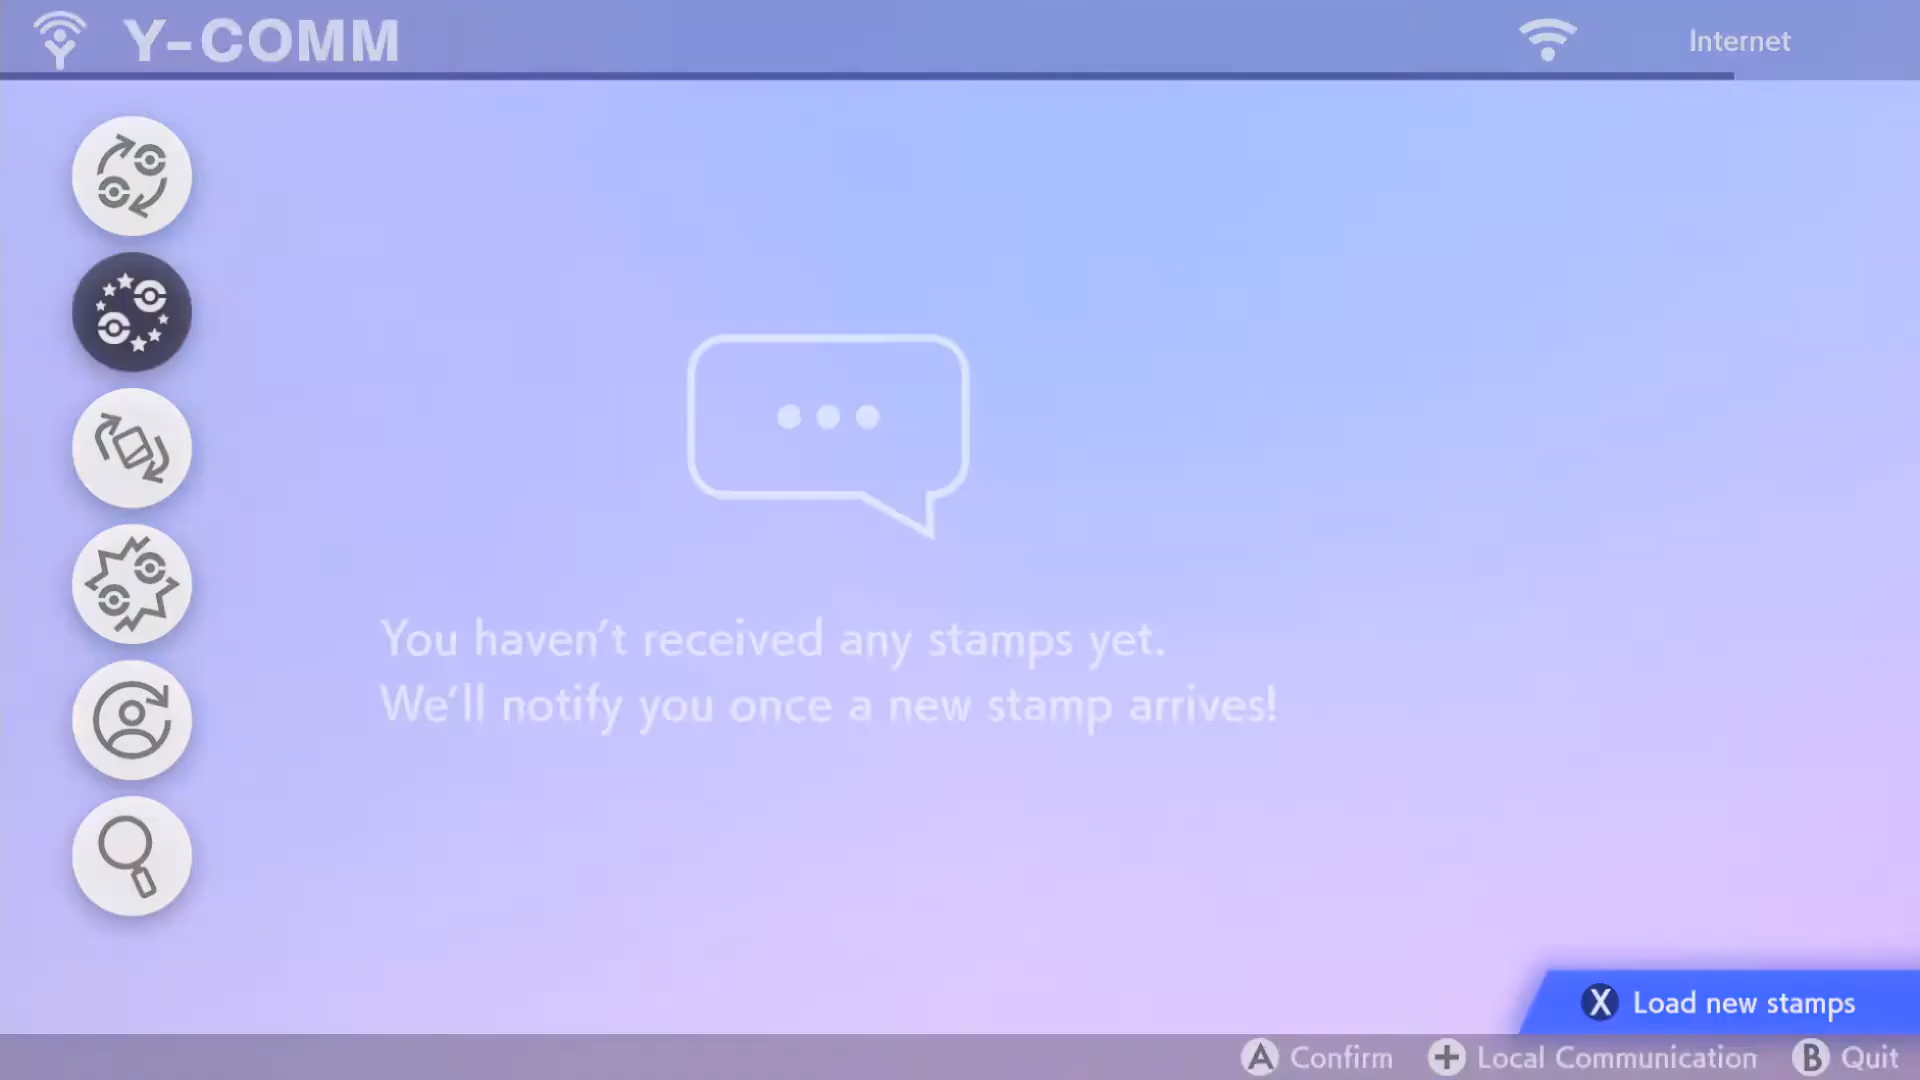 Y-COMM
Internet
You haven't received any stamps yet.
We'll notify you once a new stamp arrives!
X Load new stamps
A Confirm + Local Communication B Quit